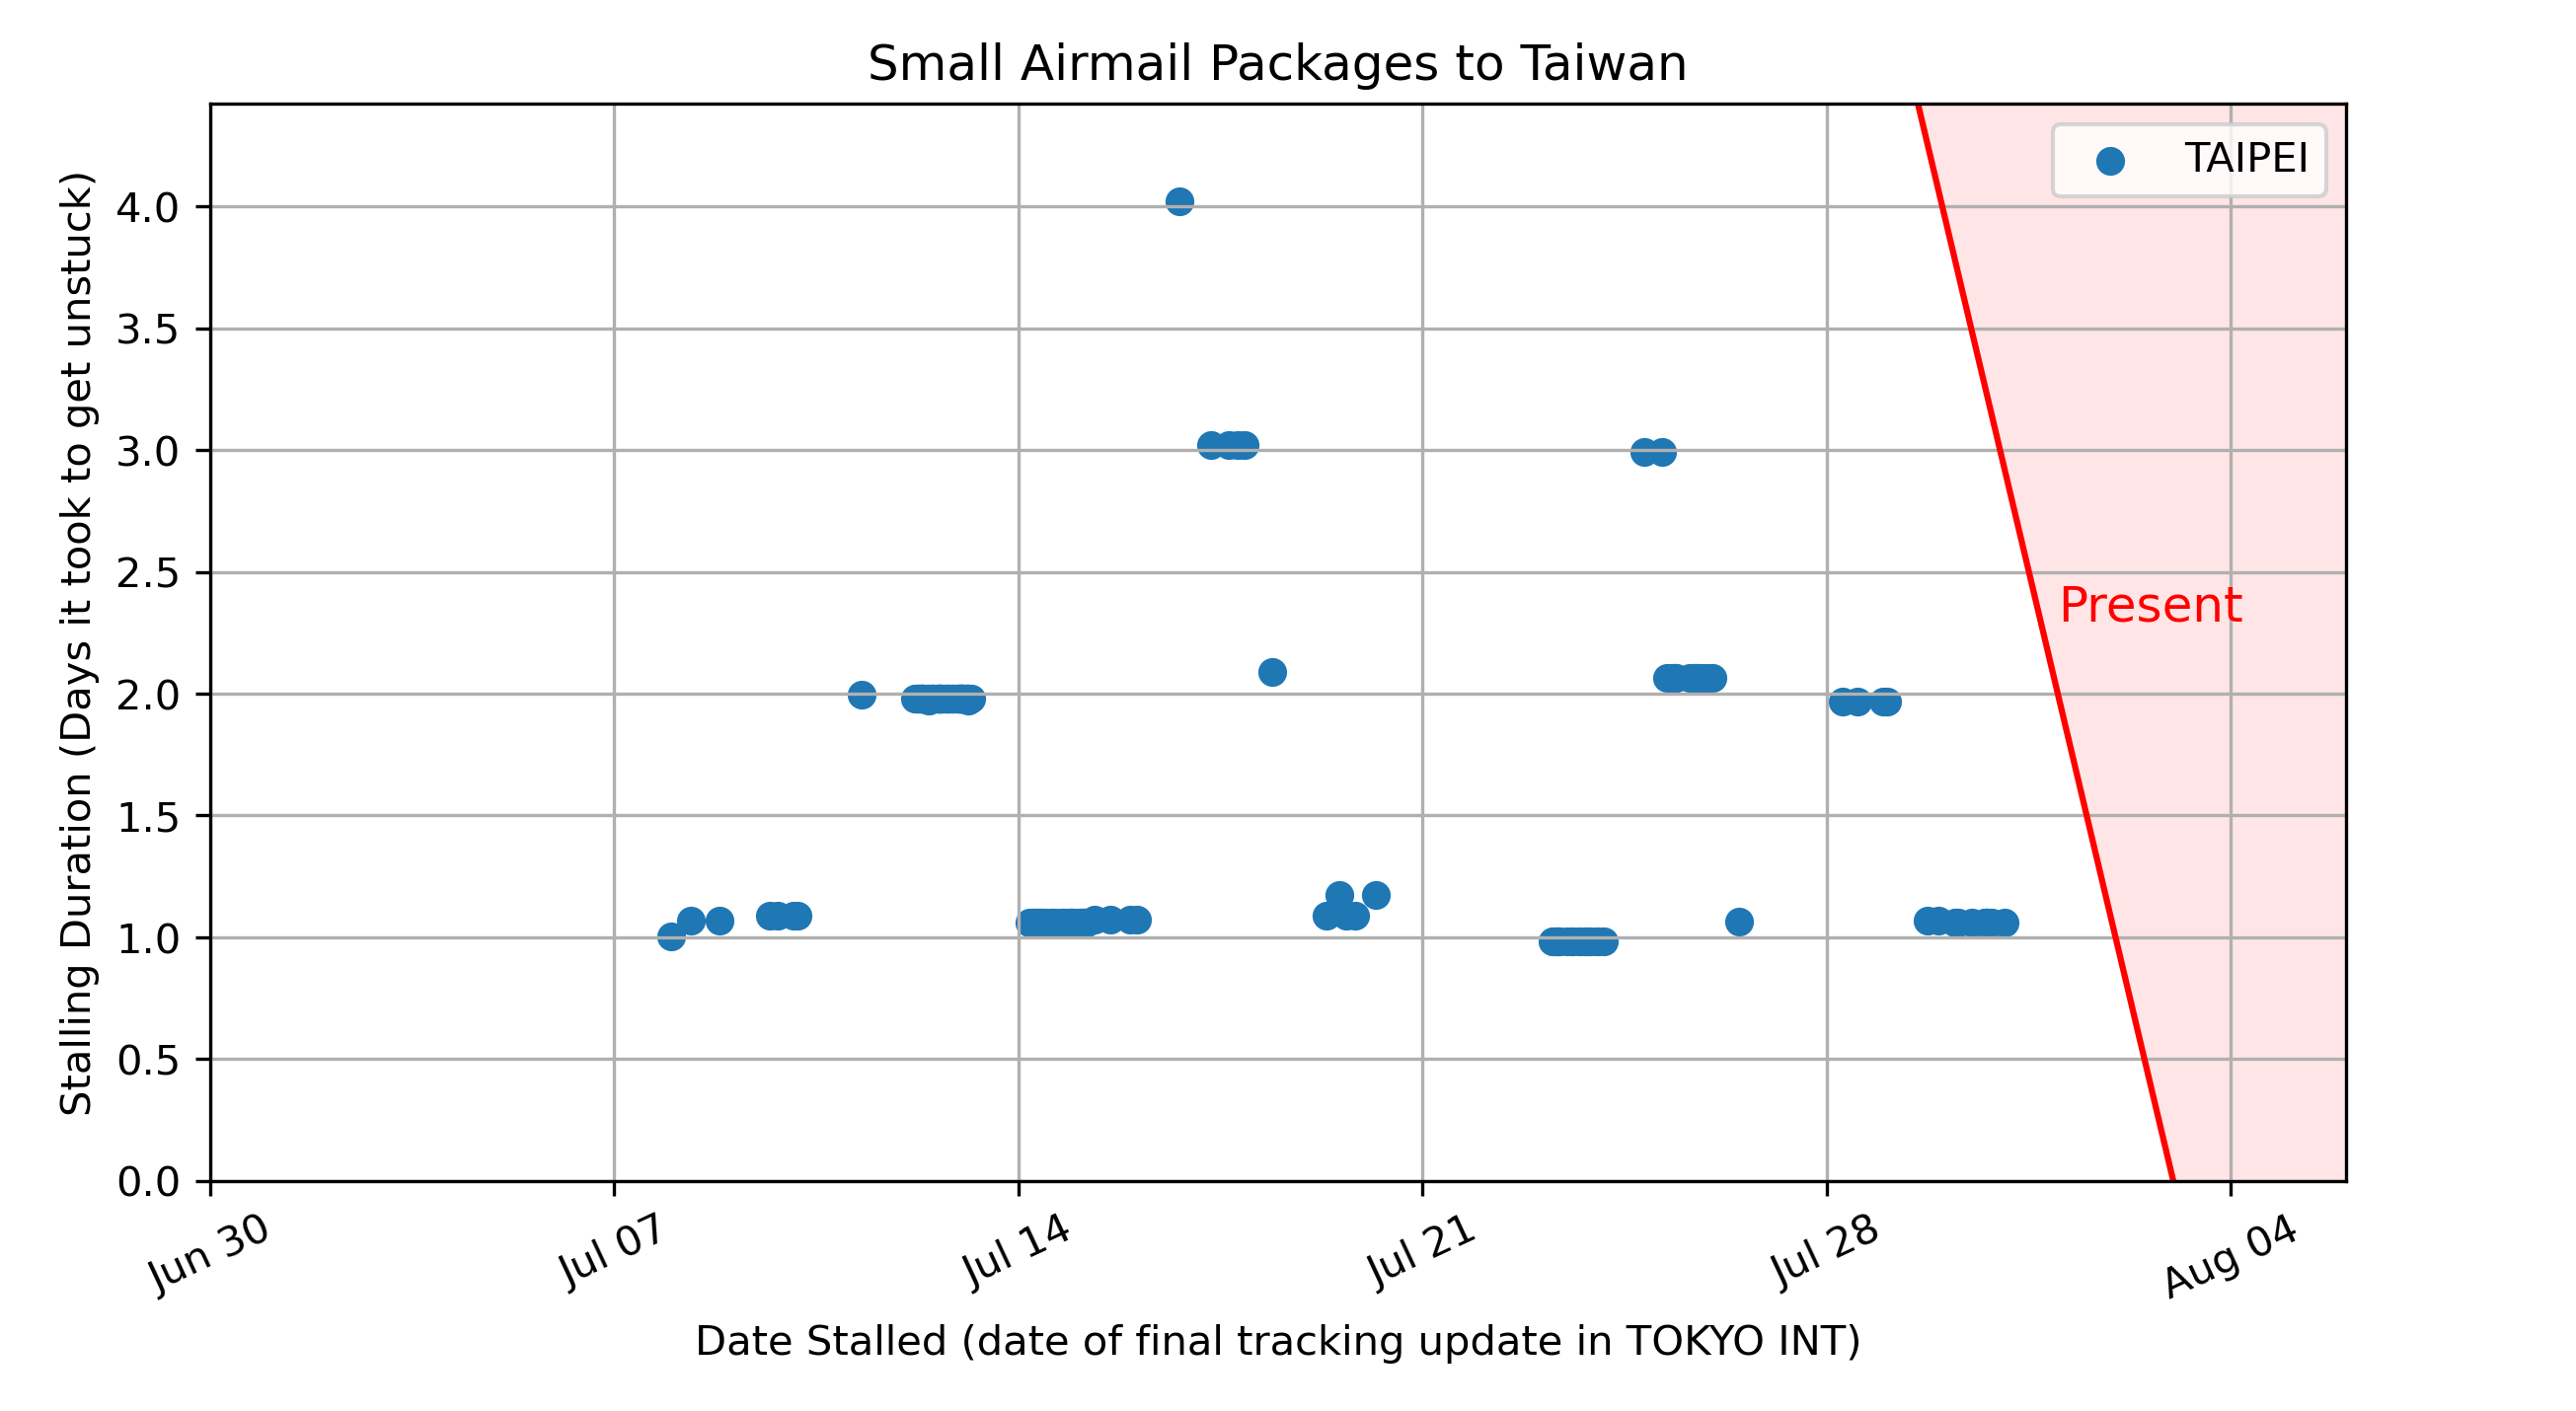 Small Airmail Packages to Taiwan
TAIPEI
Present
Stalling Duration (Days it took to get unstuck)
4.0
3.5
3.0
2.5
2.0
1.5
1.0
0.5
0.0
Jun 30
Jul 07
Jul 14
Jul 21
Jul 28
Aug 04
Date Stalled (date of final tracking update in TOKYO INT)